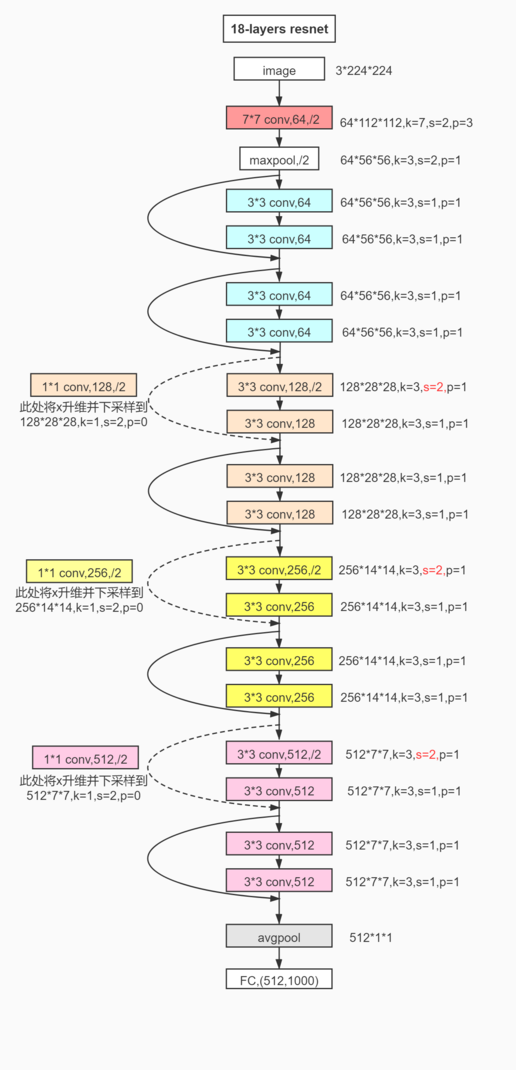 18-layers resnet
image
3*224*224
7*7 conv,64,/2
64*112*112,k=7,s=2,p=3
maxpool,/2
64*56*56,k=3,s=2,p=1
3*3 conv,64
64*56*56,k=3,s=1,p=1
3*3 conv,64
64*56*56,k=3,s=1,p=1
3*3 conv,64
64*56*56,k=3,s=1,p=1
3*3 conv,64
64*56*56,k=3,s=1,p=1
1*1 conv,128,/2
此处将x升维并下采样到
128*28*28,k=1,s=2,p=0
3*3 conv,128,/2
128*28*28,k=3,s=2,p=1
3*3 conv,128
128*28*28,k=3,s=1,p=1
3*3 conv,128
128*28*28,k=3,s=1,p=1
3*3 conv,128
128*28*28,k=3,s=1,p=1
1*1 conv,256,/2
此处将x升维并下采样到
256*14*14,k=1,s=2,p=0
3*3 conv,256,/2
256*14*14,k=3,s=2,p=1
3*3 conv,256
256*14*14,k=3,s=1,p=1
3*3 conv,256
256*14*14,k=3,s=1,p=1
3*3 conv,256
256*14*14,k=3,s=1,p=1
1*1 conv,512,/2
此处将x升维并下采样到
512*7*7,k=1,s=2,p=0
3*3 conv,512,/2
512*7*7,k=3,s=2,p=1
3*3 conv,512
512*7*7,k=3,s=1,p=1
3*3 conv,512
512*7*7,k=3,s=1,p=1
3*3 conv,512
512*7*7,k=3,s=1,p=1
avgpool
512*1*1
FC,(512,1000)